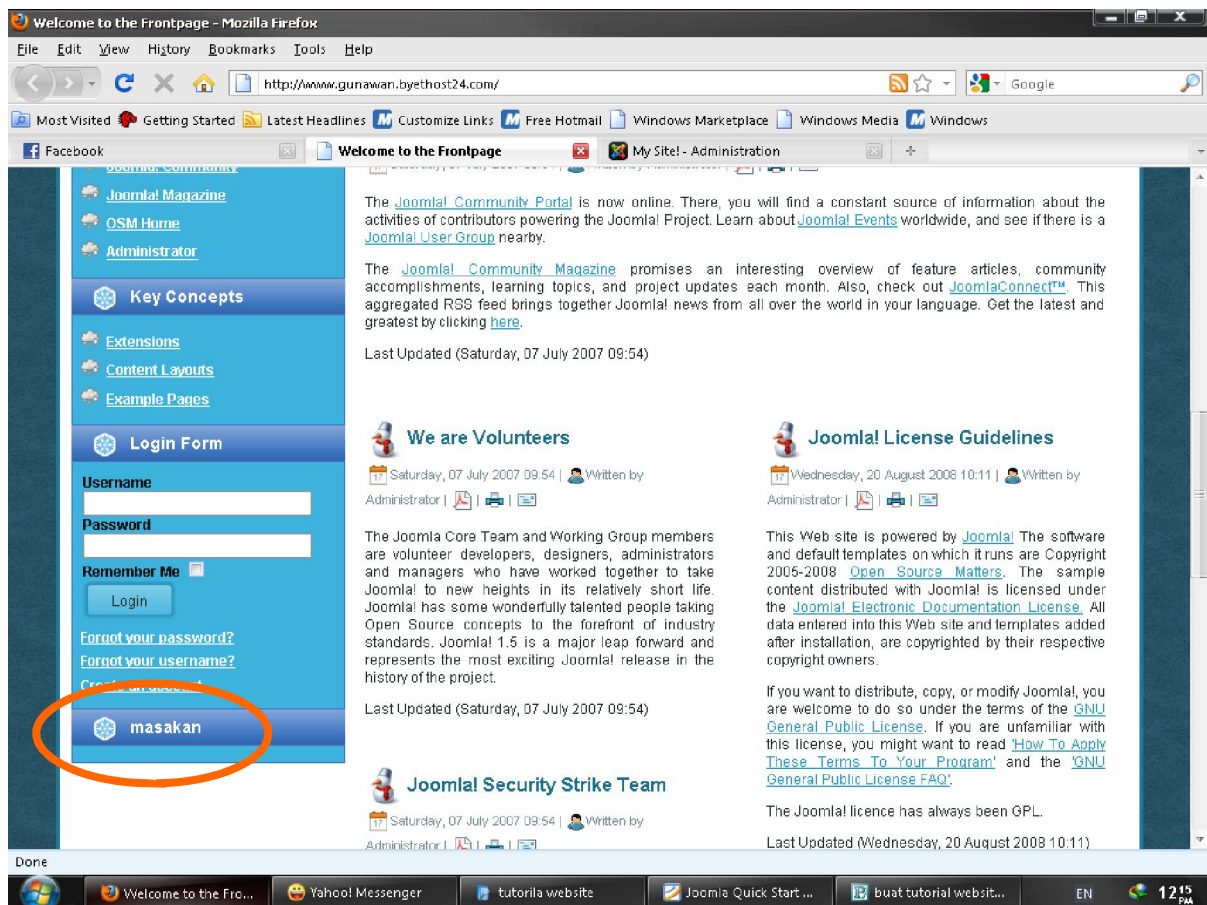 Welcome to the Frontpage - Mozilla Firefox
File Edit View History Bookmarks Tools Help
http://www.gunawan.byethost24.com/
Google
Most Visited Getting Started Latest Headlines Customize Links Free Hotmail Windows Marketplace Windows Media Windows
Facebook
Welcome to the Frontpage
My Site! - Administration
Joomla! Community
Joomla! Magazine
OSM Home
Administrator
Key Concepts
Extensions
Content Layouts
Example Pages
Login Form
Username
Password
Remember Me
Login
Forgot your password?
Forgot your username?
Create an account
masakan
The Joomla! Community Portal is now online. There, you will find a constant source of information about the
activities of contributors powering the Joomla! Project. Learn about Joomla! Events worldwide, and see if there is a
Joomla! User Group nearby.
The Joomla! Community Magazine promises an interesting overview of feature articles, community
accomplishments, learning topics, and project updates each month. Also, check out JoomlaConnect™. This
aggregated RSS feed brings together Joomla! news from all over the world in your language. Get the latest and
greatest by clicking here.
Last Updated (Saturday, 07 July 2007 09:54)
We are Volunteers
Saturday, 07 July 2007 09:54 | Written by
Administrator | | |
The Joomla Core Team and Working Group members
are volunteer developers, designers, administrators
and managers who have worked together to take
Joomla! to new heights in its relatively short life.
Joomla! has some wonderfully talented people taking
Open Source concepts to the forefront of industry
standards. Joomla! 1.5 is a major leap forward and
represents the most exciting Joomla! release in the
history of the project.
Last Updated (Saturday, 07 July 2007 09:54)
Joomla! Security Strike Team
Saturday, 07 July 2007 09:54 | Written by
Administrator | | |
Joomla! License Guidelines
Wednesday, 20 August 2008 10:11 | Written by
Administrator | | |
This Web site is powered by Joomla! The software
and default templates on which it runs are Copyright
2005-2008 Open Source Matters. The sample
content distributed with Joomla! is licensed under
the Joomla! Electronic Documentation License. All
data entered into this Web site and templates added
after installation, are copyrighted by their respective
copyright owners.
If you want to distribute, copy, or modify Joomla!, you
are welcome to do so under the terms of the GNU
General Public License. If you are unfamiliar with
this license, you might want to read 'How To Apply
These Terms To Your Program' and the 'GNU
General Public License FAQ'.
The Joomla! licence has always been GPL.
Last Updated (Wednesday, 20 August 2008 10:11)
Done
Welcome to the Fro...
Yahoo! Messenger
tutorila website
Joomla Quick Start ...
buat tutorial websit...
EN
12 15 PM